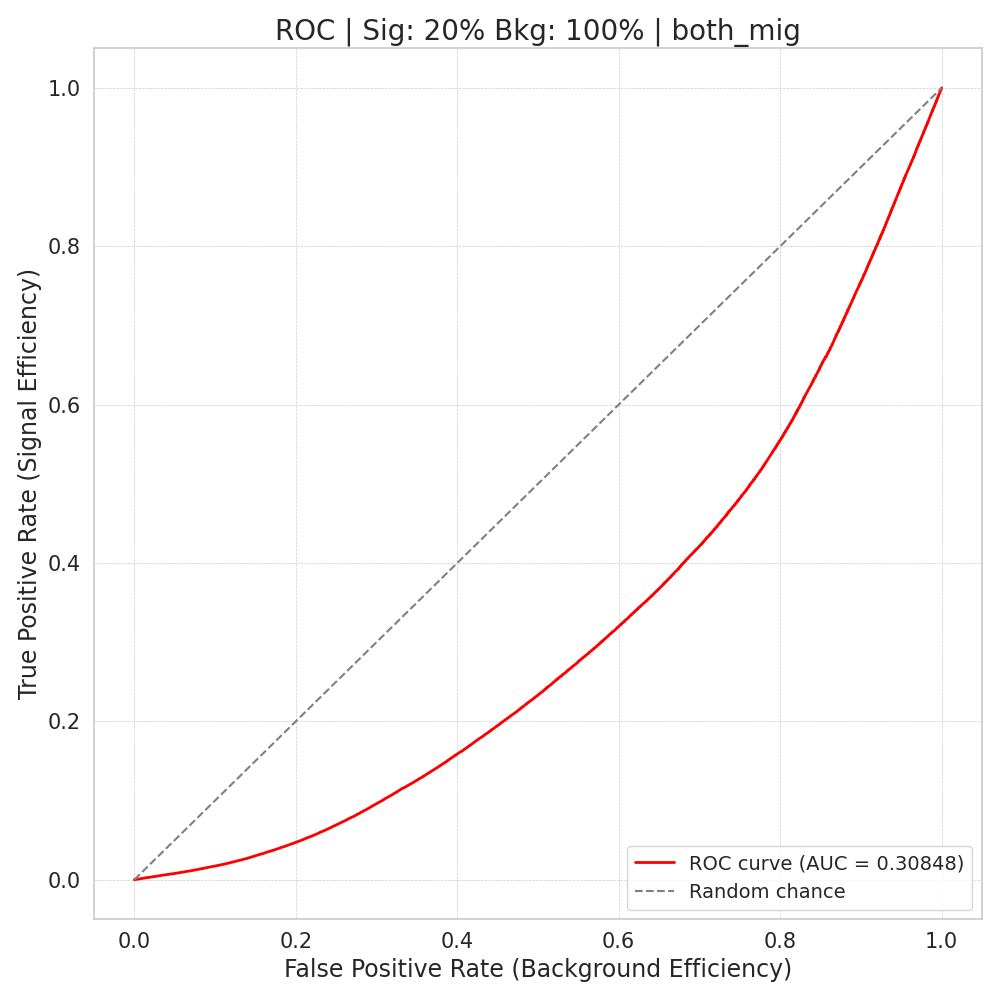 ROC | Sig: 20% Bkg: 100% | both_mig
True Positive Rate (Signal Efficiency)
1.0
0.8
0.6
0.4
0.2
0.0
ROC curve (AUC = 0.30848)
Random chance
0.0 0.2 0.4 0.6 0.8 1.0
False Positive Rate (Background Efficiency)